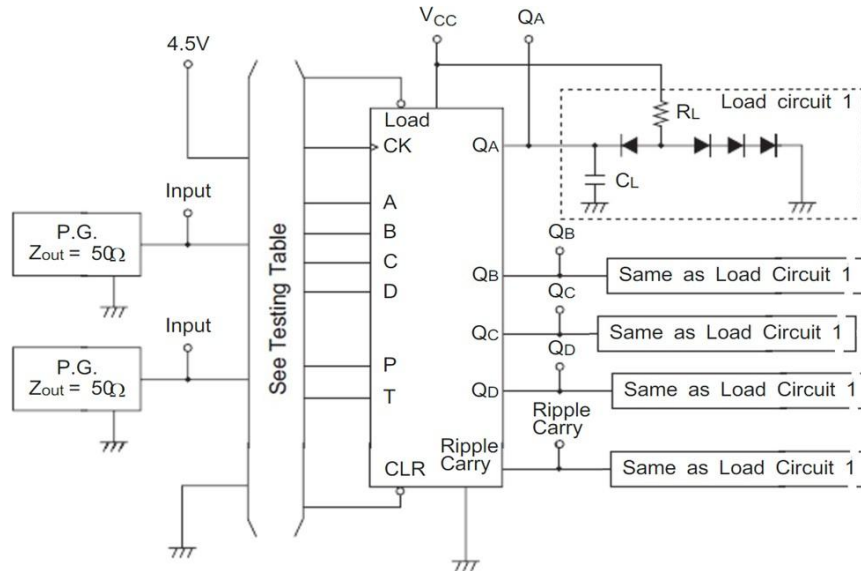 VCC
QA
4.5V
Load circuit 1
RL
Load
CK
QA
CL
Input
P.G.
Zout = 50Ω
See Testing Table
A
B
C
D
QB
QB
Same as Load Circuit 1
QC
QC
Same as Load Circuit 1
Input
P.G.
Zout = 50Ω
P
T
QD
QD
Same as Load Circuit 1
Ripple
Carry
CLR
Ripple
Carry
Same as Load Circuit 1